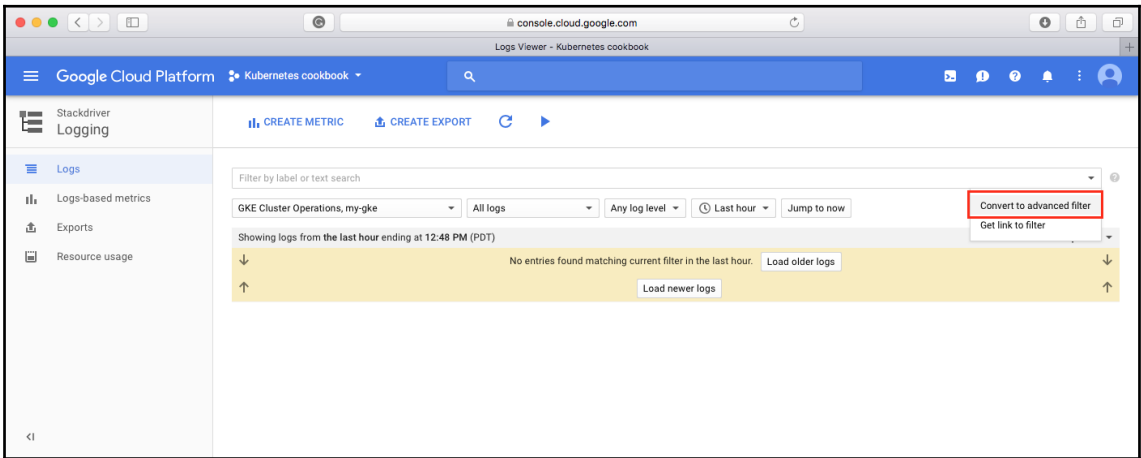 console.cloud.google.com
Logs Viewer - Kubernetes cookbook
Google Cloud Platform Kubernetes cookbook
Stackdriver
Logging
CREATE METRIC CREATE EXPORT
Logs
Logs-based metrics
Exports
Resource usage
Filter by label or text search
GKE Cluster Operations, my-gke All logs Any log level Last hour Jump to now
Convert to advanced filter
Get link to filter
Showing logs from the last hour ending at 12:48 PM (PDT)
No entries found matching current filter in the last hour. Load older logs
Load newer logs